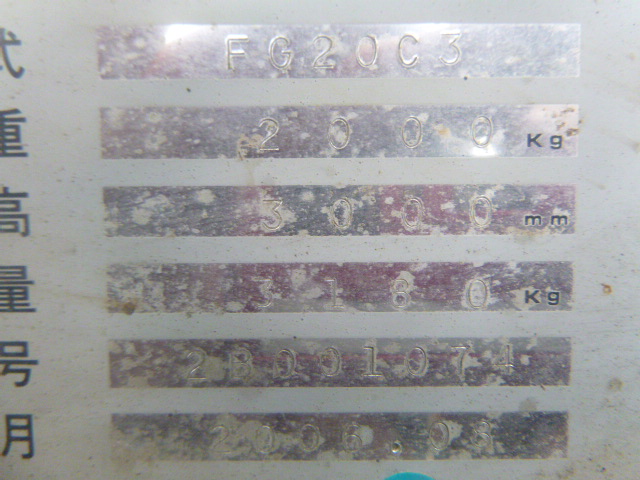 式 FG20C3
重 2000 Kg
高 3000 mm
量 3180 Kg
号 2B001074
月 2006.08